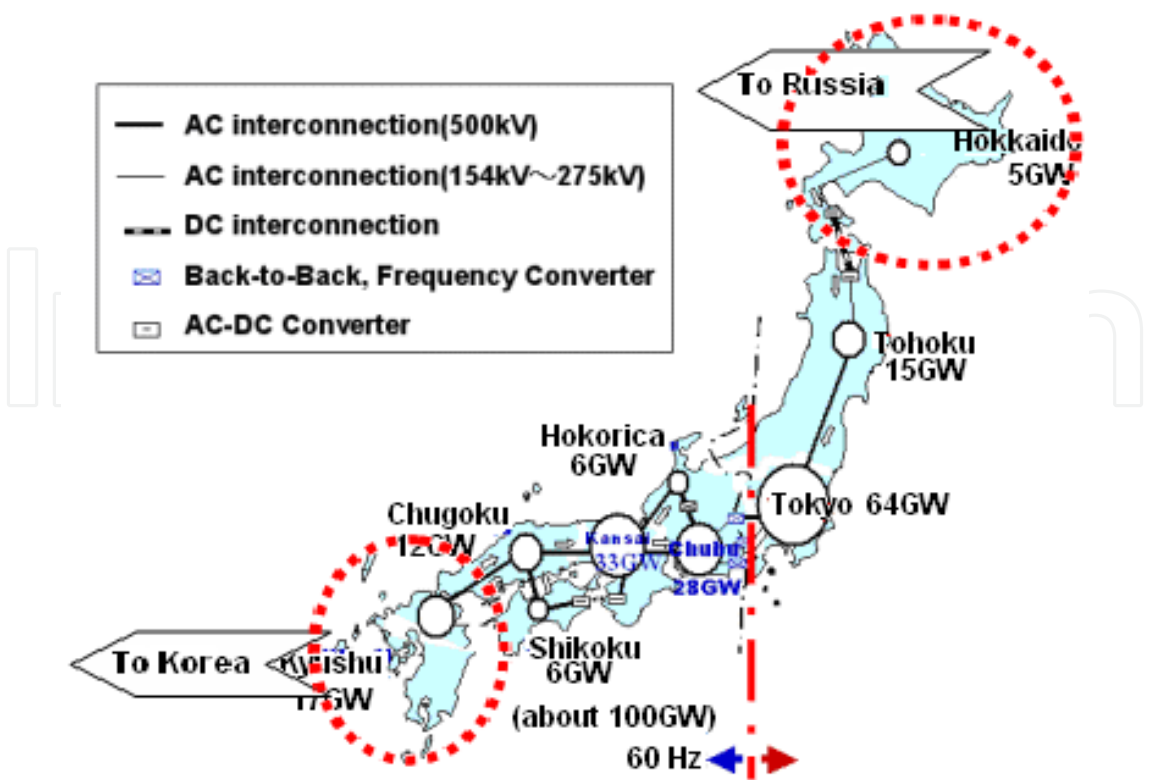 To Russia
AC interconnection(500kV)
AC interconnection(154kV～275kV)
DC interconnection
Back-to-Back, Frequency Converter
AC-DC Converter
Hokkaido
5GW
Tohoku
15GW
Hokorica
6GW
Tokyo 64GW
Chugoku
12GW
Kansai
33GW
Chubu
28GW
Shikoku
6GW
To Korea
Kyushu
17GW
(about 100GW)
60 Hz